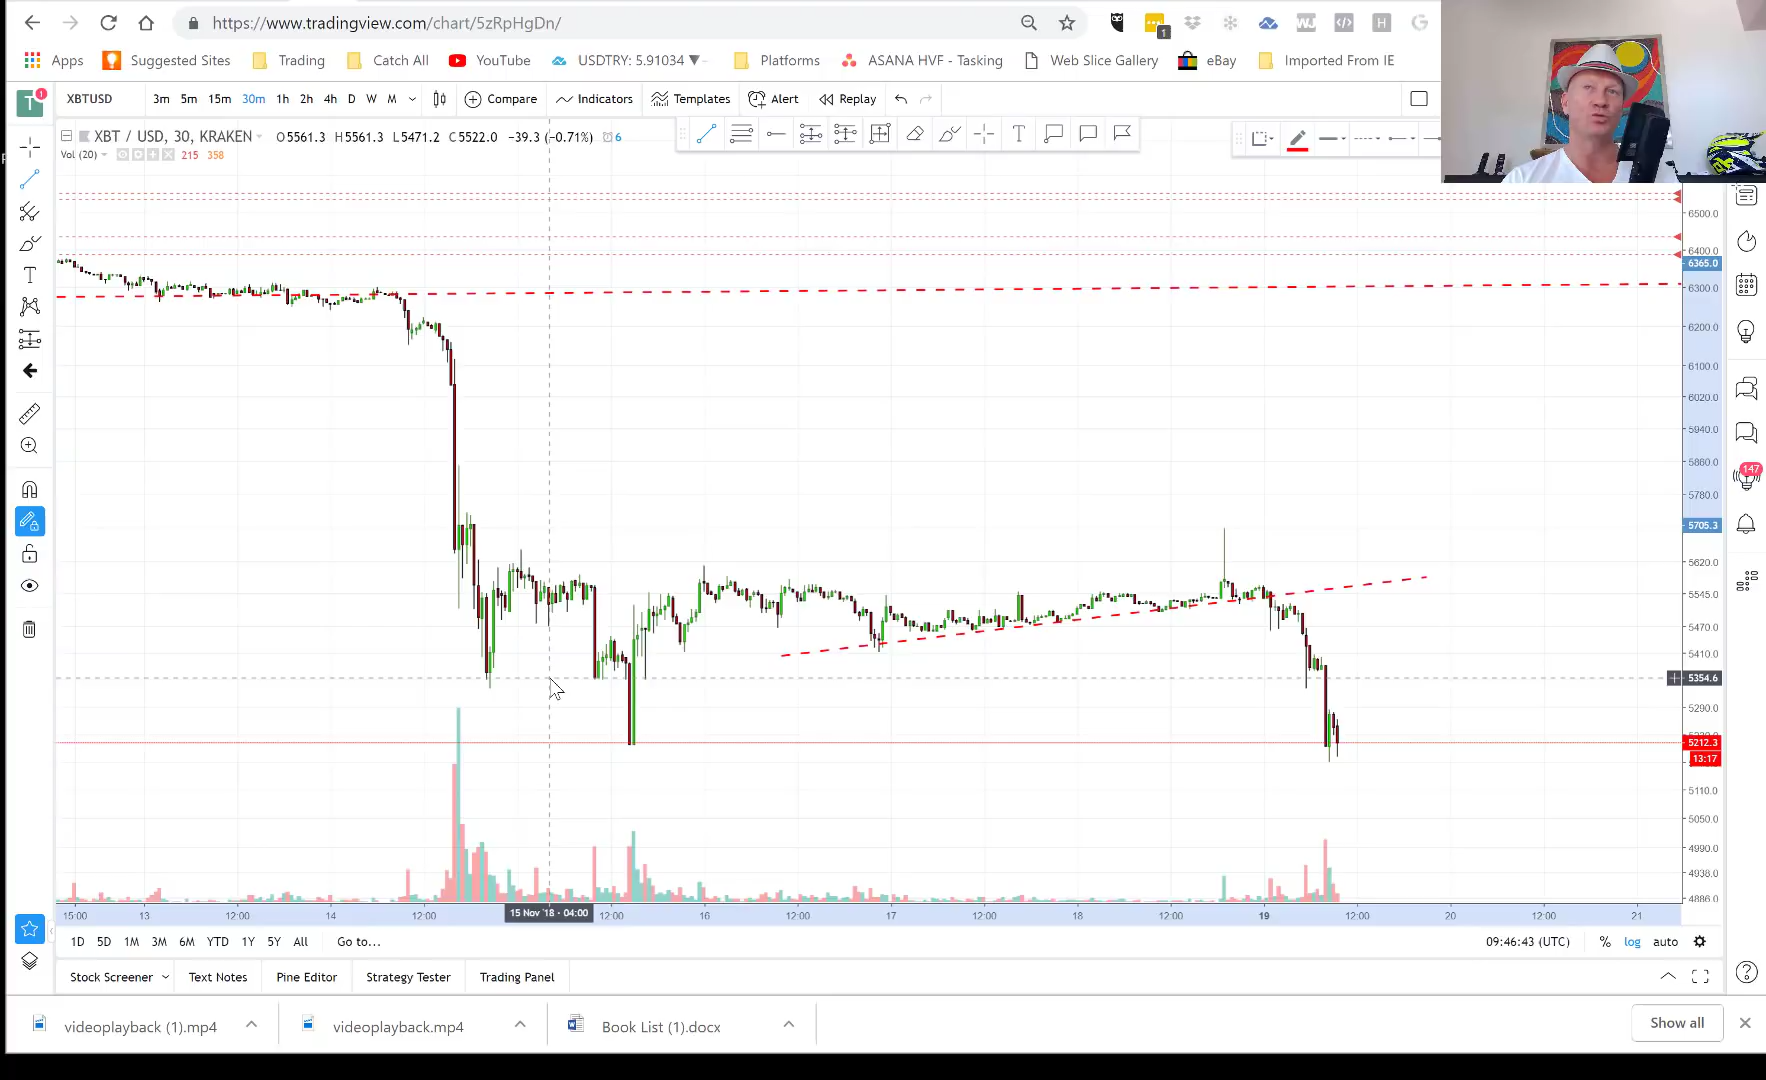 https://www.tradingview.com/chart/5zRpHgDn/
1
Apps Suggested Sites Trading Catch All YouTube USDTRY: 5.91034 ▼ - Platforms ASANA HVF - Tasking Web Slice Gallery eBay Imported From IE
WJ H G
T 1 XBTUSD 3m 5m 15m 30m 1h 2h 4h D W M Compare Indicators Templates Alert Replay
XBT / USD, 30, KRAKEN O5561.3 H5561.3 L5471.2 C5522.0 −39.3 (−0.71%) 6
Vol (20) 215 358
T
6500.0
6400.0
6365.0
6300.0
6200.0
6100.0
6020.0
5940.0
5860.0
5780.0
147
5705.3
5620.0
5545.0
5470.0
5410.0
5354.6
5290.0
5212.3
13:17
5110.0
5050.0
4990.0
4938.0
4886.0
15:00 13 12:00 14 12:00 15 Nov '18 - 04:00 12:00 16 12:00 17 12:00 18 12:00 19 12:00 20 12:00 21
1D 5D 1M 3M 6M YTD 1Y 5Y All Go to... 09:46:43 (UTC) % log auto
Stock Screener Text Notes Pine Editor Strategy Tester Trading Panel
videoplayback (1).mp4 videoplayback.mp4 Book List (1).docx Show all